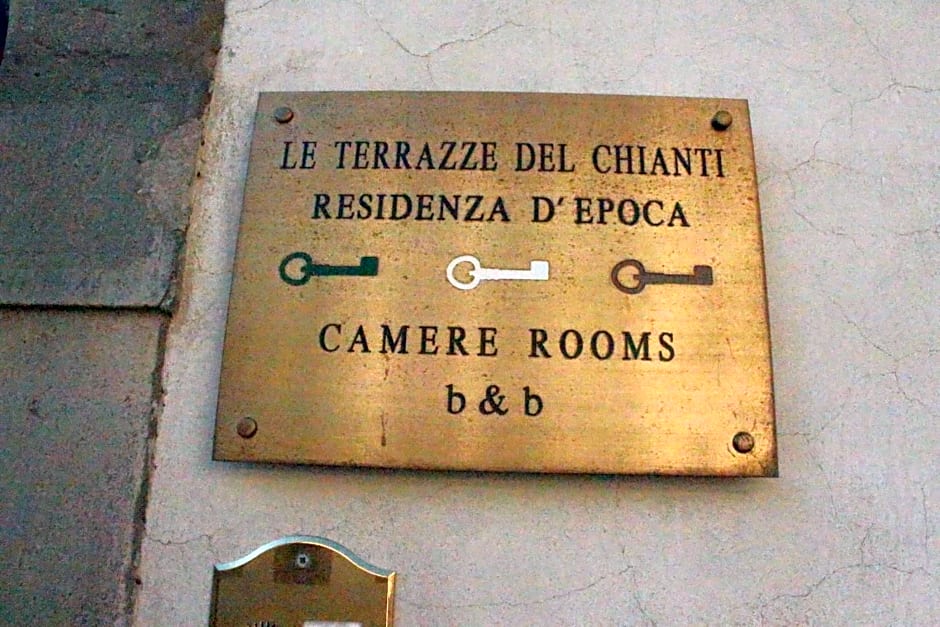 LE TERRAZZE DEL CHIANTI
RESIDENZA D'EPOCA
CAMERE ROOMS
b & b